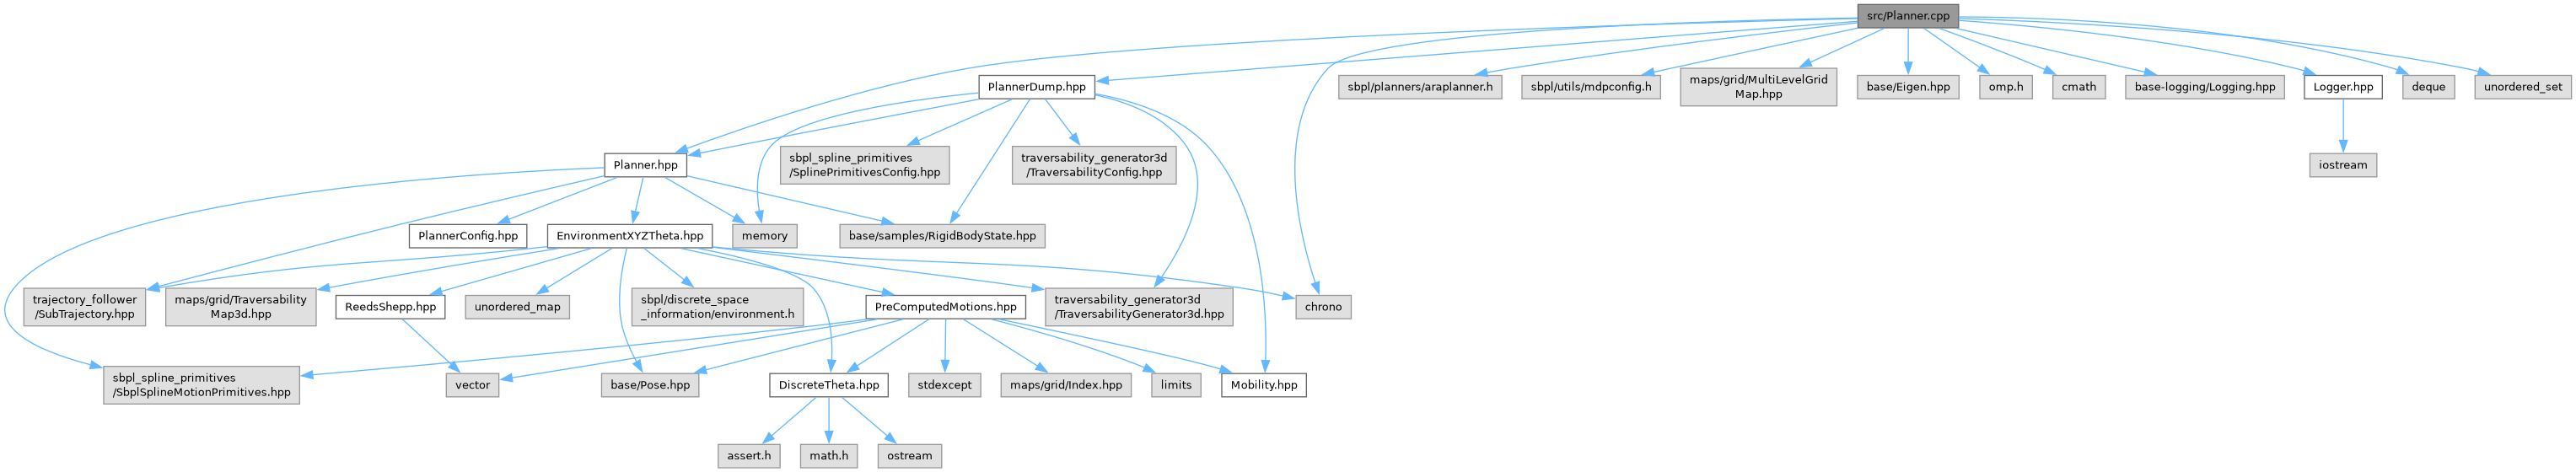 src/Planner.cpp
PlannerDump.hpp
sbpl/planners/araplanner.h
sbpl/utils/mdpconfig.h
maps/grid/MultiLevelGrid
Map.hpp
base/Eigen.hpp
omp.h
cmath
base-logging/Logging.hpp
Logger.hpp
deque
unordered_set
Planner.hpp
sbpl_spline_primitives
/SplinePrimitivesConfig.hpp
traversability_generator3d
/TraversabilityConfig.hpp
iostream
PlannerConfig.hpp
EnvironmentXYZTheta.hpp
memory
base/samples/RigidBodyState.hpp
trajectory_follower
/SubTrajectory.hpp
maps/grid/Traversability
Map3d.hpp
ReedsShepp.hpp
unordered_map
sbpl/discrete_space
_information/environment.h
PreComputedMotions.hpp
traversability_generator3d
/TraversabilityGenerator3d.hpp
chrono
sbpl_spline_primitives
/SbplSplineMotionPrimitives.hpp
vector
base/Pose.hpp
DiscreteTheta.hpp
stdexcept
maps/grid/Index.hpp
limits
Mobility.hpp
assert.h
math.h
ostream